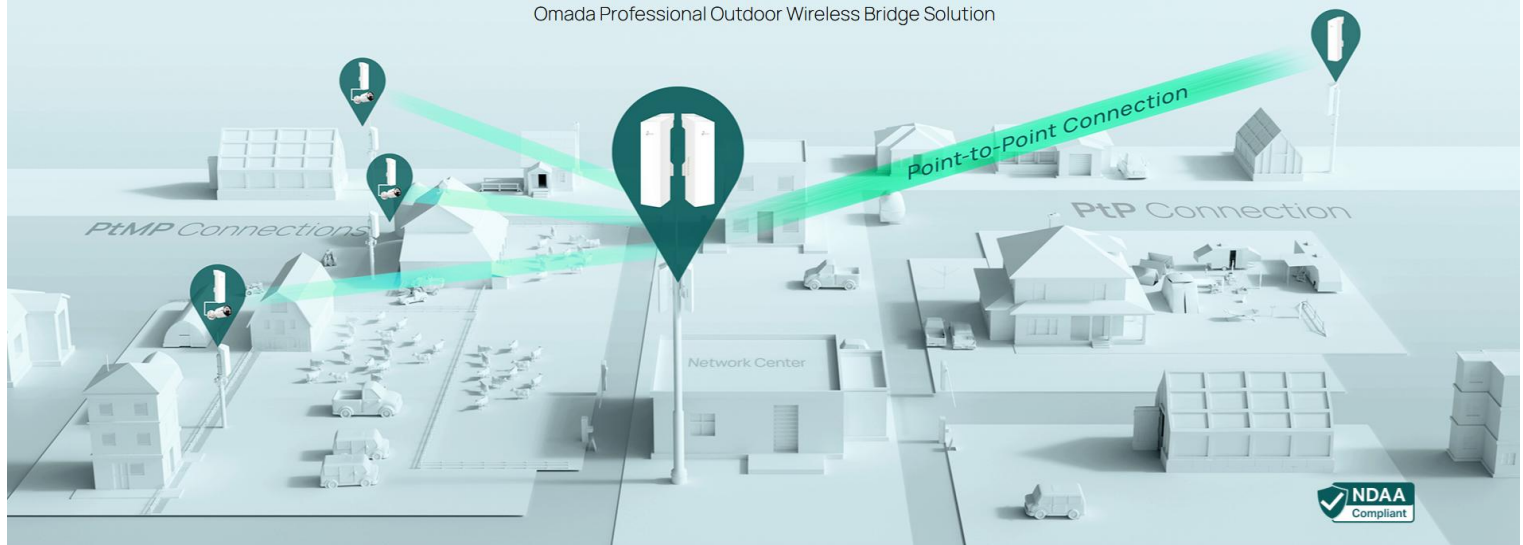 Omada Professional Outdoor Wireless Bridge Solution
Point-to-Point Connection
PtMP Connections
PtP Connection
Network Center
NDAA
Compliant